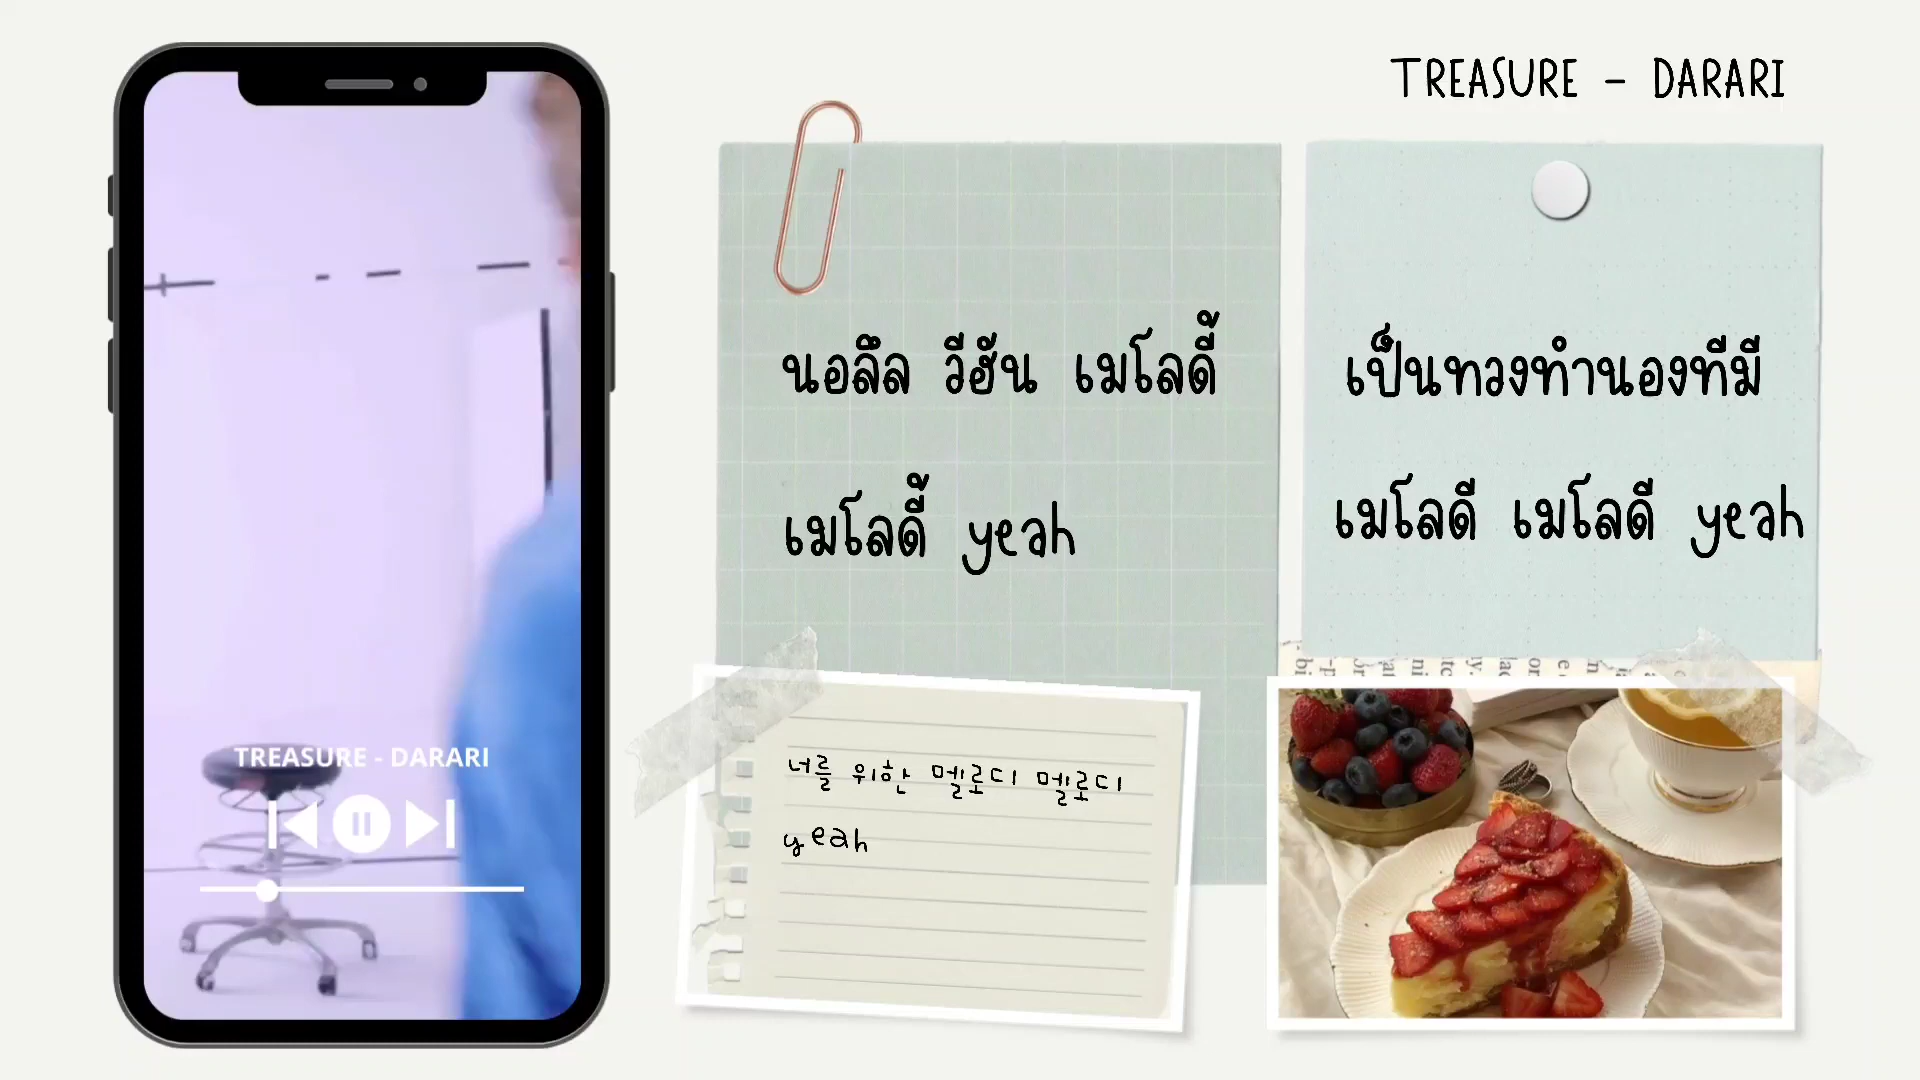 TREASURE - DARARI
นอลึล วีฮัน เมโลดี้
เมโลดี้ yeah
เป็นทวงทำนองที่มี
เมโลดี เมโลดี yeah
너를 위한 멜로디 멜로디
yeah
TREASURE - DARARI